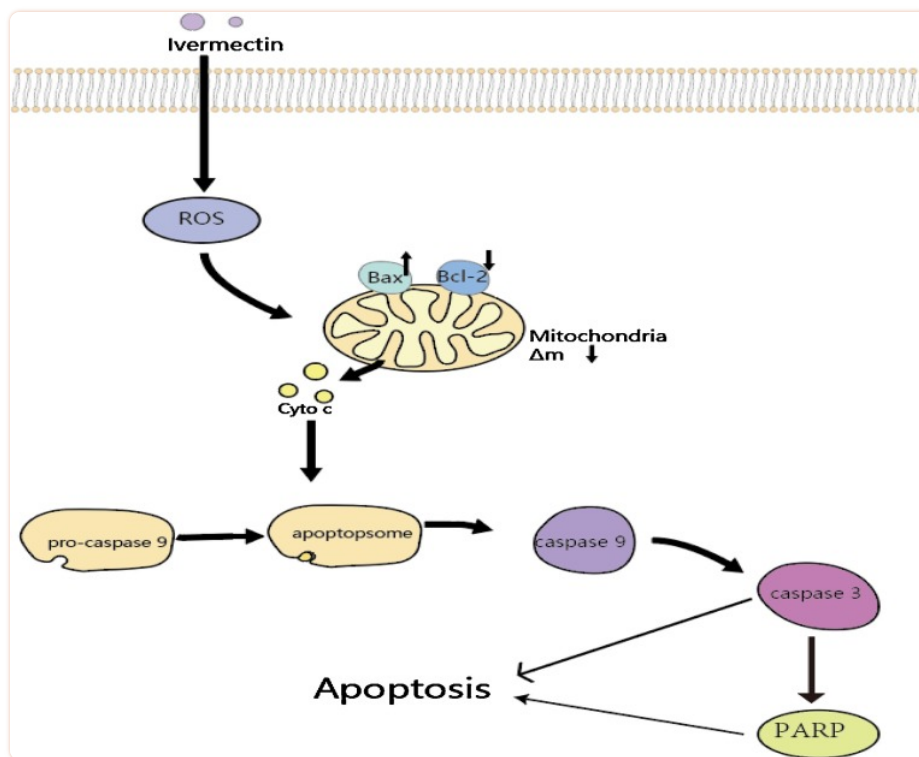 Ivermectin
ROS
Bax
Bcl-2
Mitochondria
Δm
Cyto c
pro-caspase 9
apoptopsome
caspase 9
caspase 3
Apoptosis
PARP